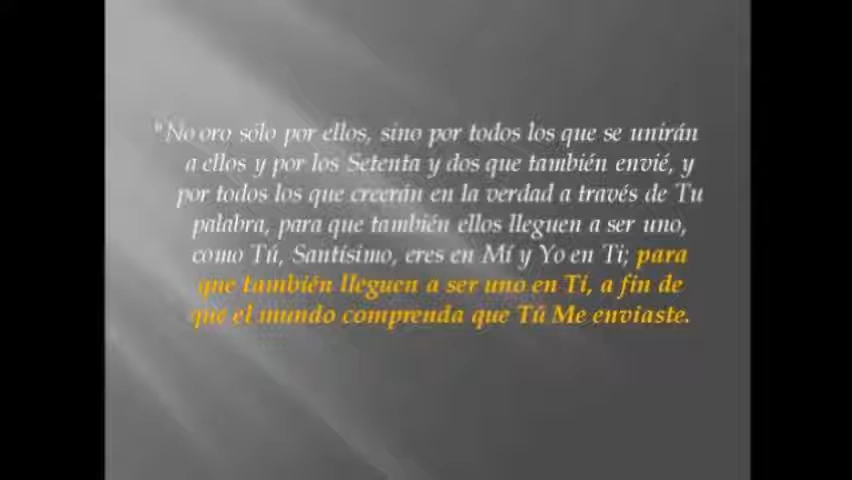 "No oro sólo por ellos, sino por todos los que se unirán
a ellos y por los Setenta y dos que también envié, y
por todos los que creerán en la verdad a través de Tu
palabra, para que también ellos lleguen a ser uno,
como Tú, Santísimo, eres en Mí y Yo en Ti; para
que también lleguen a ser uno en Ti, a fin de
que el mundo comprenda que Tú Me enviaste.